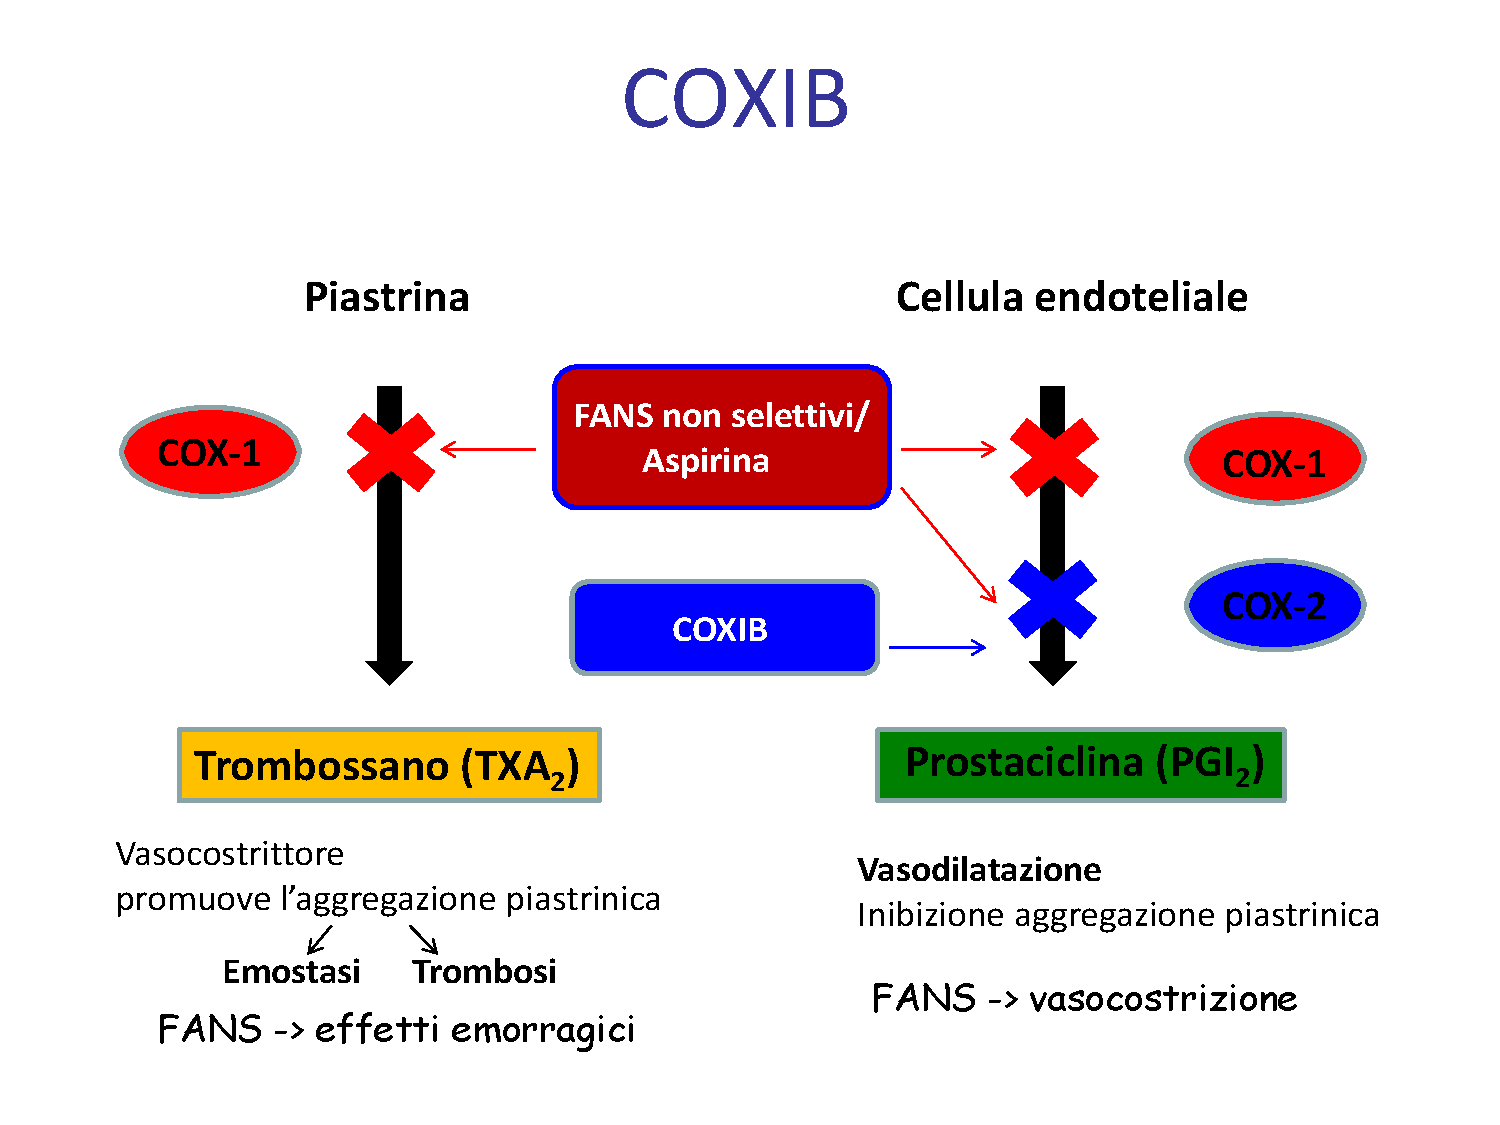 COXIB
Piastrina
Cellula endoteliale
COX-1
FANS non selettivi/
Aspirina
COX-1
COXIB
COX-2
Trombossano (TXA₂)
Prostaciclina (PGI₂)
Vasocostrittore
promuove l’aggregazione piastrinica
Emostasi Trombosi
FANS -> effetti emorragici
Vasodilatazione
Inibizione aggregazione piastrinica
FANS -> vasocostrizione